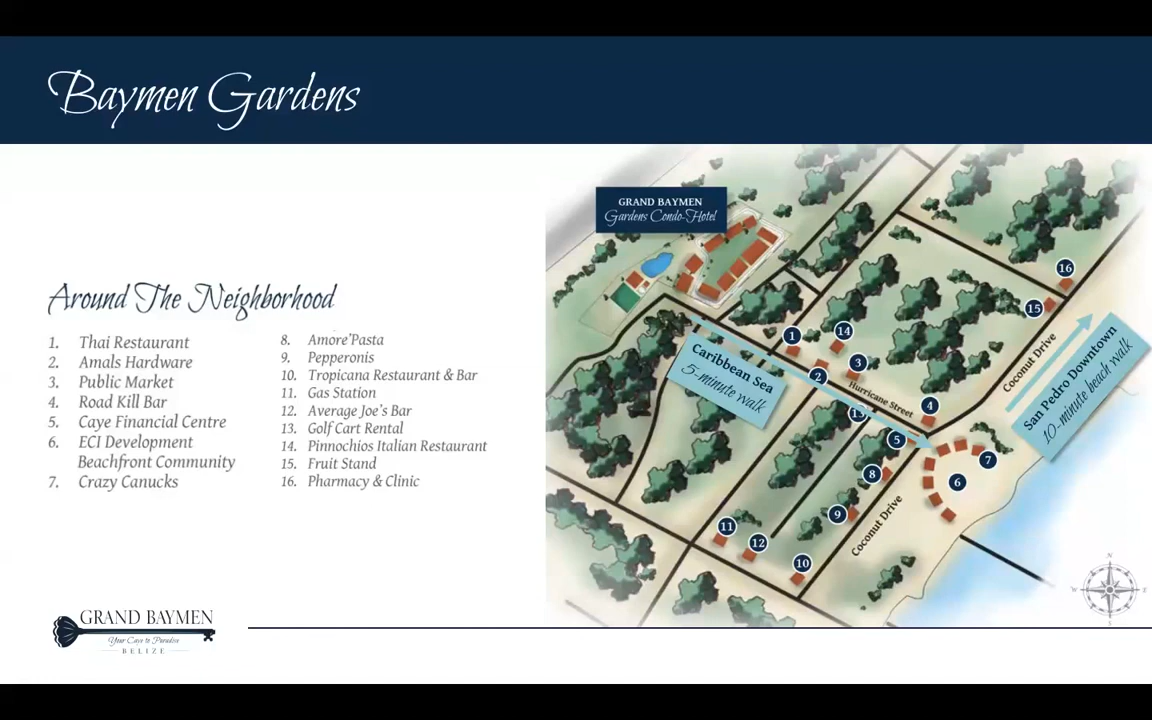 Baymen Gardens
Around The Neighborhood
1. Thai Restaurant
2. Amals Hardware
3. Public Market
4. Road Kill Bar
5. Caye Financial Centre
6. ECI Development
Beachfront Community
7. Crazy Canucks
8. Amore'Pasta
9. Pepperonis
10. Tropicana Restaurant & Bar
11. Gas Station
12. Average Joe's Bar
13. Golf Cart Rental
14. Pinnochios Italian Restaurant
15. Fruit Stand
16. Pharmacy & Clinic
GRAND BAYMEN
Gardens Condo-Hotel
16
15
1
14
3
2
Caribbean Sea
5-minute walk
Hurricane Street
4
13
5
7
8
6
9
11
12
10
Coconut Drive
Coconut Drive
San Pedro Downtown
10-minute beach walk
N
W
E
S
GRAND BAYMEN
Your Caye to Paradise
BELIZE